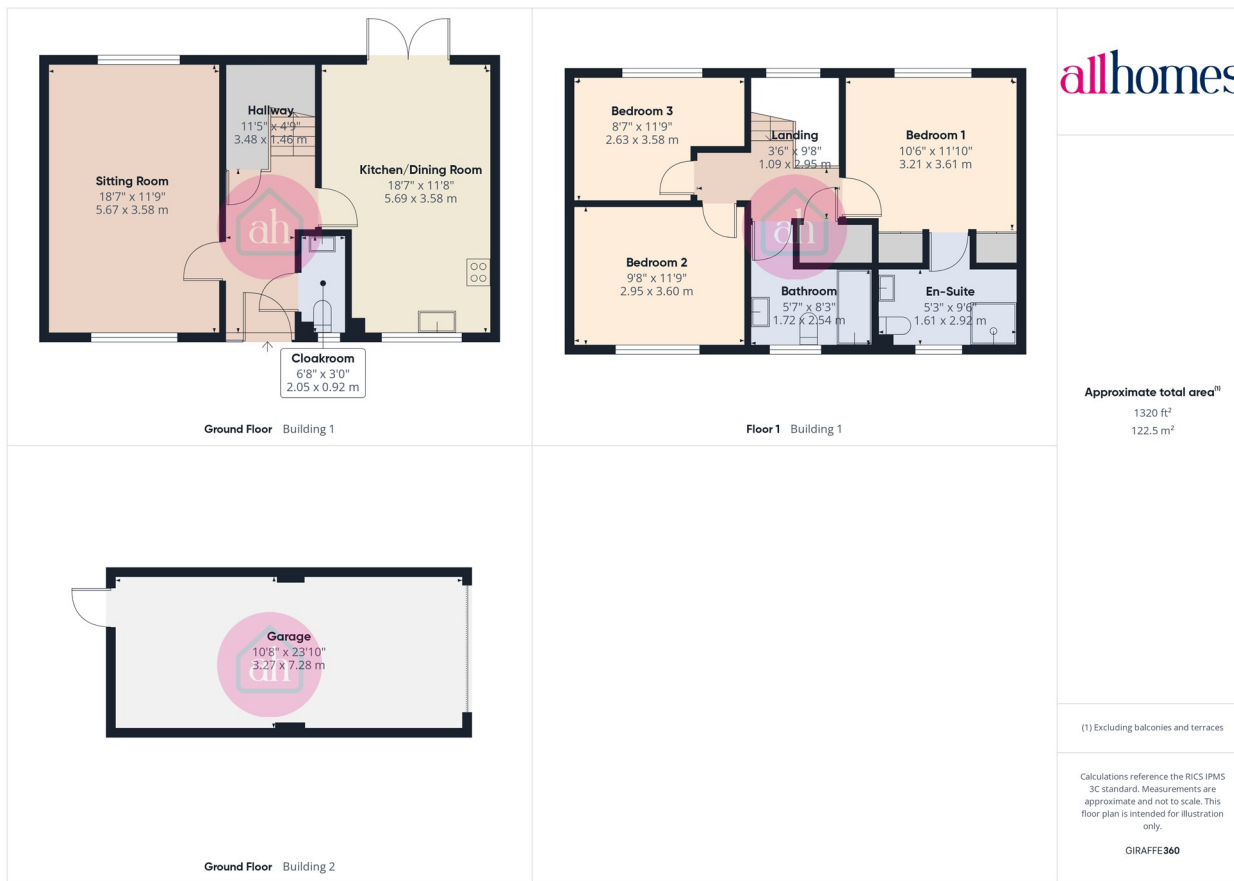 Hallway
11'5" x 4'9"
3.48 x 1.46 m
Sitting Room
18'7" x 11'9"
5.67 x 3.58 m
Kitchen/Dining Room
18'7" x 11'8"
5.69 x 3.58 m
ah
Cloakroom
6'8" x 3'0"
2.05 x 0.92 m
Ground Floor Building 1
Bedroom 3
8'7" x 11'9"
2.63 x 3.58 m
Landing
3'6" x 9'8"
1.09 x 2.95 m
Bedroom 1
10'6" x 11'10"
3.21 x 3.61 m
ah
Bedroom 2
9'8" x 11'9"
2.95 x 3.60 m
Bathroom
5'7" x 8'3"
1.72 x 2.54 m
En-Suite
5'3" x 9'6"
1.61 x 2.92 m
Floor 1 Building 1
Garage
10'8" x 23'10"
3.27 x 7.28 m
ah
Ground Floor Building 2
allhomes
Approximate total area(1)
1320 ft²
122.5 m²
(1) Excluding balconies and terraces
Calculations reference the RICS IPMS
3C standard. Measurements are
approximate and not to scale. This
floor plan is intended for illustration
only.
GIRAFFE360